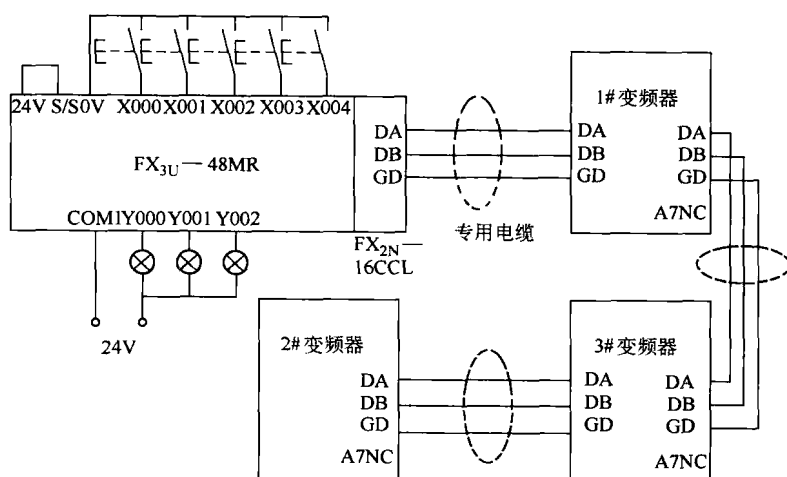 24V S/S0V X000 X001 X002 X003 X004
FX3U—48MR
COM1Y000 Y001 Y002
24V
DA
DB
GD
FX2N—
16CCL
专用电缆
1#变频器
DA
DB
GD
DA
DB
GD
A7NC
2#变频器
DA
DB
GD
A7NC
3#变频器
DA
DB
GD
DA
DB
GD
A7NC